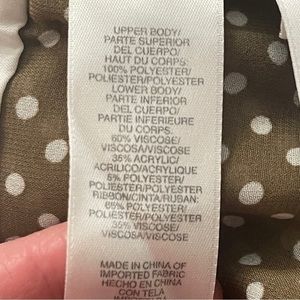 UPPER BODY/
PARTE SUPERIOR
DEL CUERPO/
HAUT DU CORPS:
100% POLYESTER/
POLIESTER/POLYESTER
LOWER BODY/
PARTE INFERIOR
DEL CUERPO/
PARTIE INFERIEURE
DU CORPS:
60% VISCOSE/
VISCOSA/VISCOSE
35% ACRYLIC/
ACRILICO/ACRYLIQUE
5% POLYESTER/
POLIESTER/POLYESTER
RIBBON/CINTA/RUBAN:
65% POLYESTER/
POLIESTER/POLYESTER
35% VISCOSE/
VISCOSA/VISCOSE
MADE IN CHINA OF
IMPORTED FABRIC
HECHO EN CHINA
CON TELA